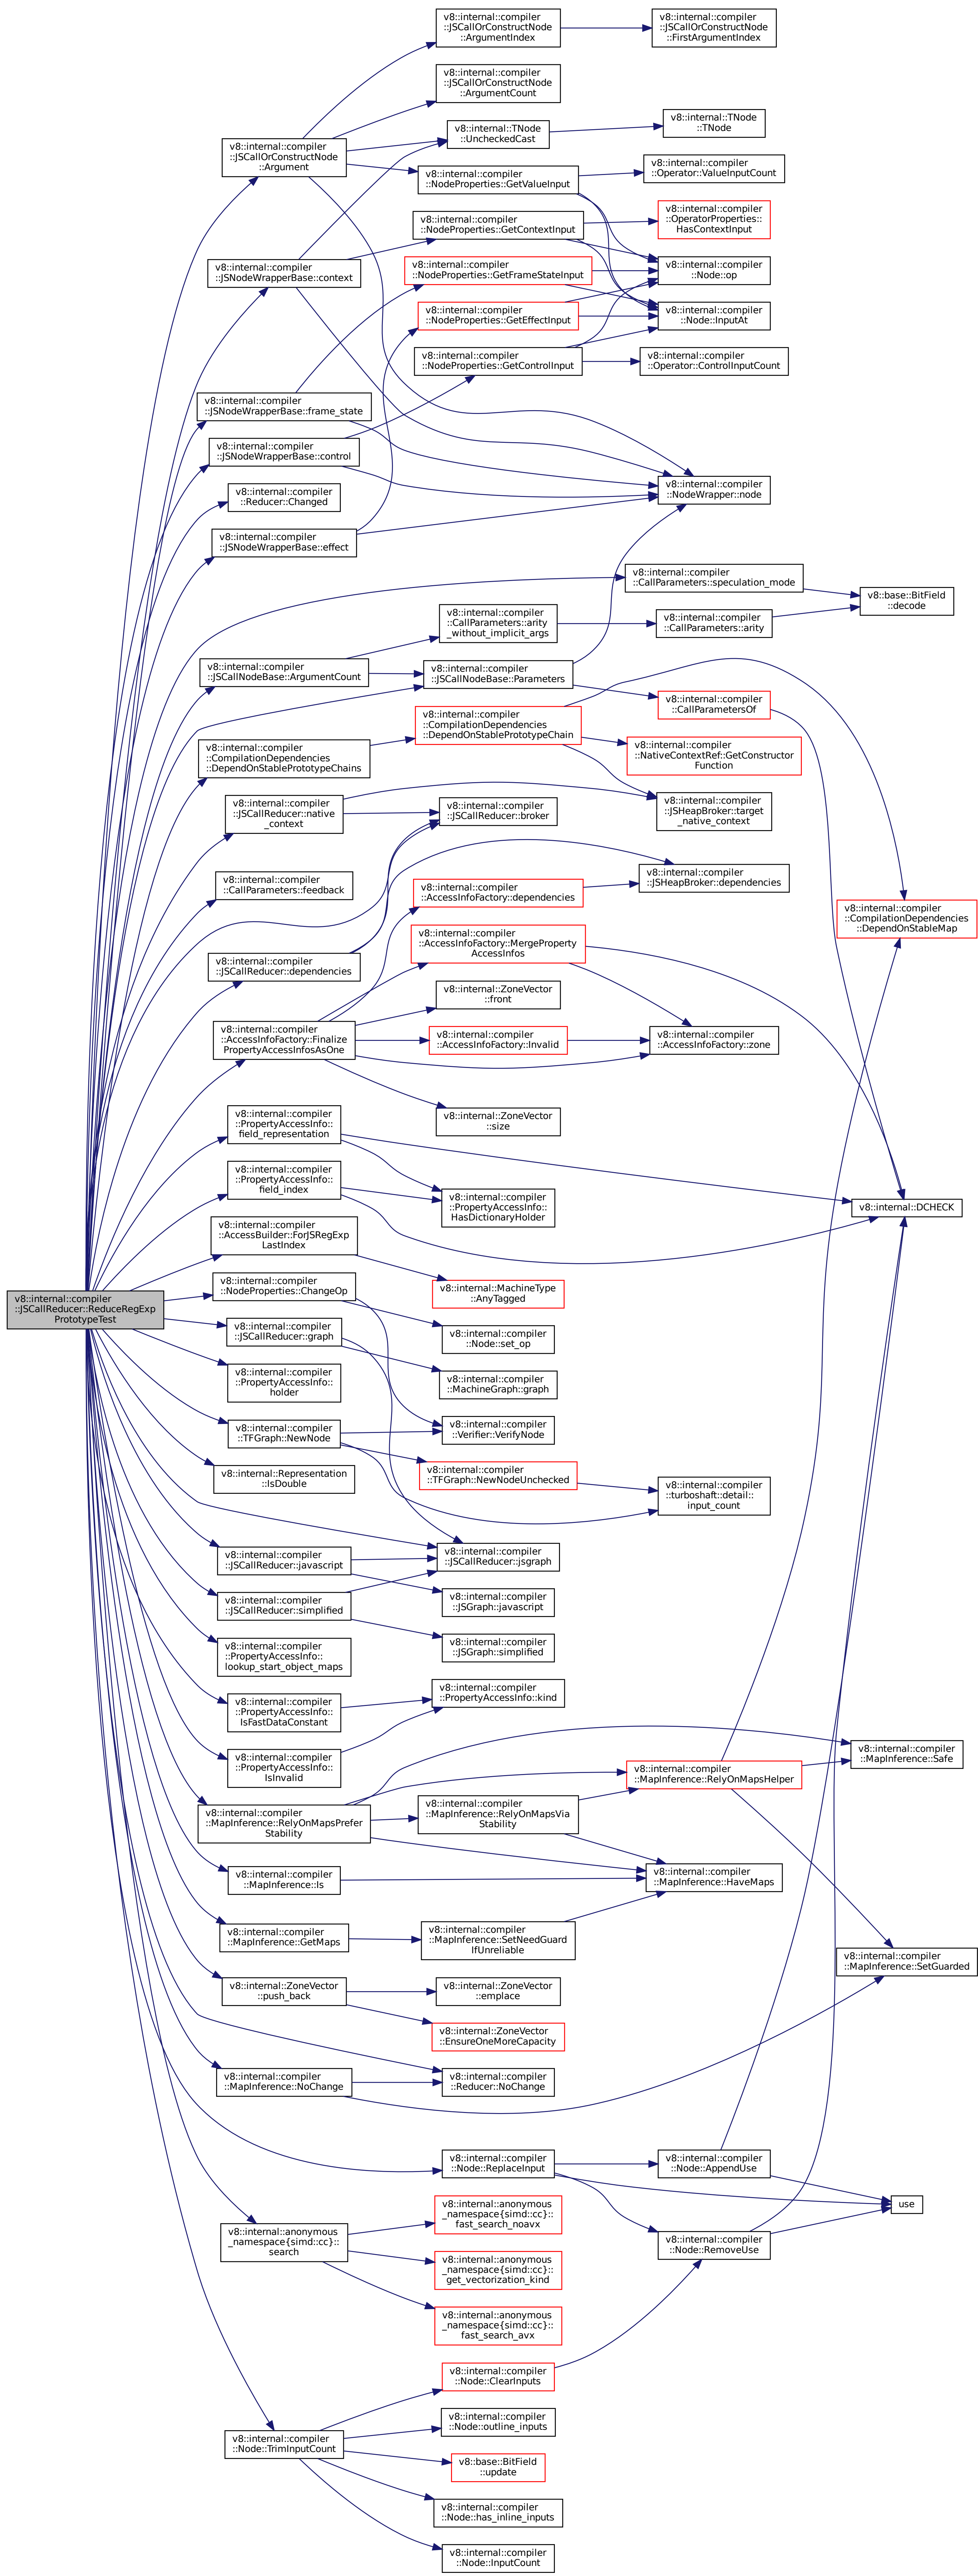 v8::internal::compiler
::JSCallReducer::ReduceRegExp
PrototypeTest
v8::internal::compiler
::JSCallOrConstructNode
::Argument
v8::internal::compiler
::JSNodeWrapperBase::context
v8::internal::compiler
::JSNodeWrapperBase::frame_state
v8::internal::compiler
::JSNodeWrapperBase::control
v8::internal::compiler
::Reducer::Changed
v8::internal::compiler
::JSNodeWrapperBase::effect
v8::internal::compiler
::JSCallNodeBase::ArgumentCount
v8::internal::compiler
::CompilationDependencies
::DependOnStablePrototypeChains
v8::internal::compiler
::JSCallReducer::native
_context
v8::internal::compiler
::CallParameters::feedback
v8::internal::compiler
::JSCallReducer::dependencies
v8::internal::compiler
::AccessInfoFactory::Finalize
PropertyAccessInfosAsOne
v8::internal::compiler
::PropertyAccessInfo::
field_representation
v8::internal::compiler
::PropertyAccessInfo::
field_index
v8::internal::compiler
::AccessBuilder::ForJSRegExp
LastIndex
v8::internal::compiler
::NodeProperties::ChangeOp
v8::internal::compiler
::JSCallReducer::graph
v8::internal::compiler
::PropertyAccessInfo::
holder
v8::internal::compiler
::TFGraph::NewNode
v8::internal::Representation
::IsDouble
v8::internal::compiler
::JSCallReducer::javascript
v8::internal::compiler
::JSCallReducer::simplified
v8::internal::compiler
::PropertyAccessInfo::
lookup_start_object_maps
v8::internal::compiler
::PropertyAccessInfo::
IsFastDataConstant
v8::internal::compiler
::PropertyAccessInfo::
IsInvalid
v8::internal::compiler
::MapInference::RelyOnMapsPrefer
Stability
v8::internal::compiler
::MapInference::Is
v8::internal::compiler
::MapInference::GetMaps
v8::internal::ZoneVector
::push_back
v8::internal::compiler
::MapInference::NoChange
v8::internal::anonymous
_namespace{simd::cc}::
search
v8::internal::compiler
::Node::TrimInputCount
v8::internal::compiler
::JSCallOrConstructNode
::ArgumentIndex
v8::internal::compiler
::JSCallOrConstructNode
::ArgumentCount
v8::internal::TNode
::UncheckedCast
v8::internal::compiler
::NodeProperties::GetValueInput
v8::internal::compiler
::NodeProperties::GetContextInput
v8::internal::compiler
::NodeProperties::GetFrameStateInput
v8::internal::compiler
::NodeProperties::GetEffectInput
v8::internal::compiler
::NodeProperties::GetControlInput
v8::internal::compiler
::CallParameters::arity
_without_implicit_args
v8::internal::compiler
::JSCallNodeBase::Parameters
v8::internal::compiler
::CompilationDependencies
::DependOnStablePrototypeChain
v8::internal::compiler
::JSCallReducer::broker
v8::internal::compiler
::AccessInfoFactory::dependencies
v8::internal::compiler
::AccessInfoFactory::MergeProperty
AccessInfos
v8::internal::ZoneVector
::front
v8::internal::compiler
::AccessInfoFactory::Invalid
v8::internal::ZoneVector
::size
v8::internal::compiler
::PropertyAccessInfo::
HasDictionaryHolder
v8::internal::MachineType
::AnyTagged
v8::internal::compiler
::Node::set_op
v8::internal::compiler
::MachineGraph::graph
v8::internal::compiler
::Verifier::VerifyNode
v8::internal::compiler
::TFGraph::NewNodeUnchecked
v8::internal::compiler
::JSCallReducer::jsgraph
v8::internal::compiler
::JSGraph::javascript
v8::internal::compiler
::JSGraph::simplified
v8::internal::compiler
::PropertyAccessInfo::kind
v8::internal::compiler
::MapInference::RelyOnMapsVia
Stability
v8::internal::compiler
::MapInference::SetNeedGuard
IfUnreliable
v8::internal::ZoneVector
::emplace
v8::internal::ZoneVector
::EnsureOneMoreCapacity
v8::internal::compiler
::Reducer::NoChange
v8::internal::compiler
::Node::ReplaceInput
v8::internal::anonymous
_namespace{simd::cc}::
fast_search_noavx
v8::internal::anonymous
_namespace{simd::cc}::
get_vectorization_kind
v8::internal::anonymous
_namespace{simd::cc}::
fast_search_avx
v8::internal::compiler
::Node::ClearInputs
v8::internal::compiler
::Node::outline_inputs
v8::base::BitField
::update
v8::internal::compiler
::Node::has_inline_inputs
v8::internal::compiler
::Node::InputCount
v8::internal::compiler
::JSCallOrConstructNode
::FirstArgumentIndex
v8::internal::TNode
::TNode
v8::internal::compiler
::Operator::ValueInputCount
v8::internal::compiler
::OperatorProperties::
HasContextInput
v8::internal::compiler
::Node::op
v8::internal::compiler
::Node::InputAt
v8::internal::compiler
::Operator::ControlInputCount
v8::internal::compiler
::NodeWrapper::node
v8::internal::compiler
::CallParameters::speculation_mode
v8::internal::compiler
::CallParameters::arity
v8::internal::compiler
::CallParametersOf
v8::internal::compiler
::NativeContextRef::GetConstructor
Function
v8::internal::compiler
::JSHeapBroker::target
_native_context
v8::internal::compiler
::JSHeapBroker::dependencies
v8::internal::compiler
::AccessInfoFactory::zone
v8::internal::compiler
::turboshaft::detail::
input_count
v8::internal::compiler
::MapInference::RelyOnMapsHelper
v8::internal::compiler
::MapInference::HaveMaps
v8::internal::compiler
::Node::AppendUse
v8::internal::compiler
::Node::RemoveUse
v8::base::BitField
::decode
v8::internal::compiler
::CompilationDependencies
::DependOnStableMap
v8::internal::DCHECK
v8::internal::compiler
::MapInference::Safe
v8::internal::compiler
::MapInference::SetGuarded
use